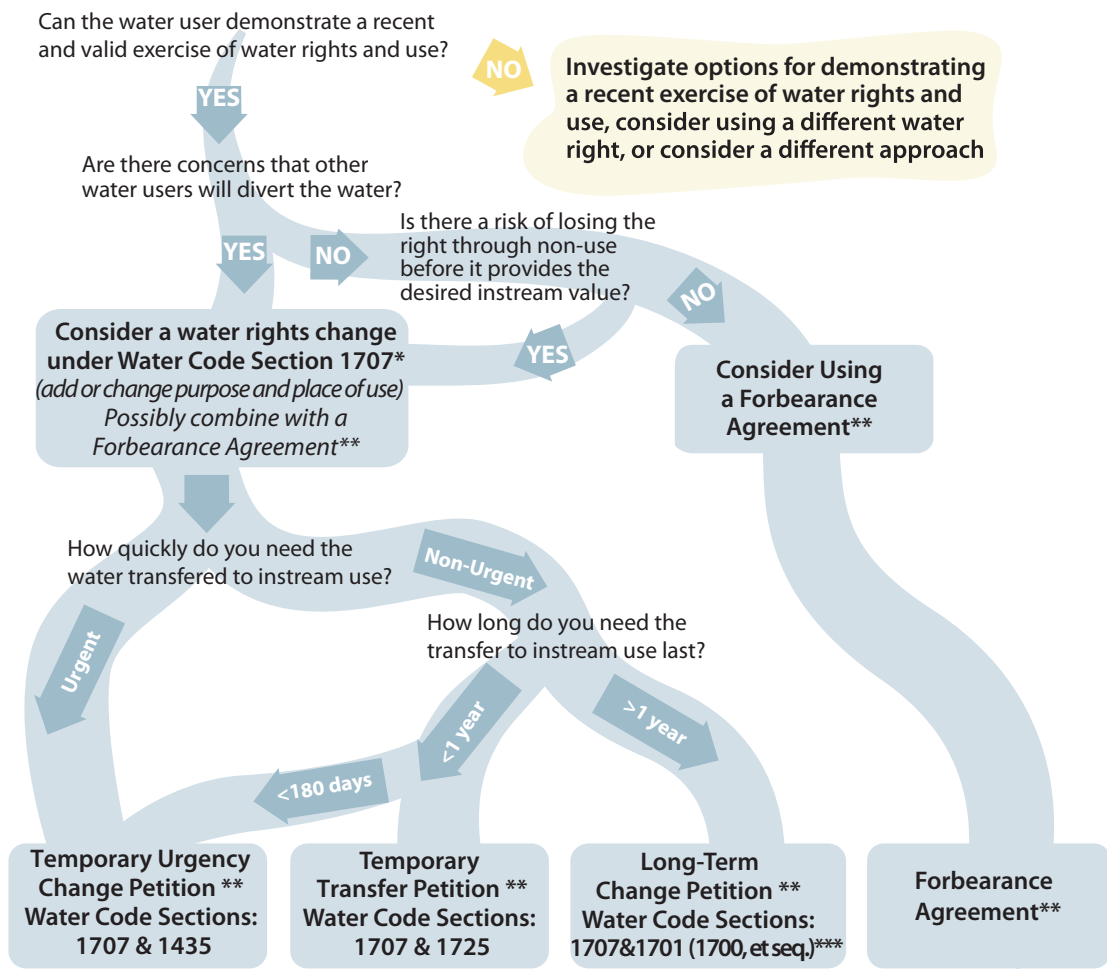 Can the water user demonstrate a recent
and valid exercise of water rights and use?
NO
Investigate options for demonstrating
a recent exercise of water rights and
use, consider using a different water
right, or consider a different approach
YES
Are there concerns that other
water users will divert the water?
YES
NO
Is there a risk of losing the
right through non-use
before it provides the
desired instream value?
NO
YES
Consider a water rights change
under Water Code Section 1707*
(add or change purpose and place of use)
Possibly combine with a
Forbearance Agreement**
Consider Using
a Forbearance
Agreement**
How quickly do you need the
water transfered to instream use?
Urgent
Non-Urgent
How long do you need the
transfer to instream use last?
<1 year
>1 year
<180 days
Temporary Urgency
Change Petition **
Water Code Sections:
1707 & 1435
Temporary
Transfer Petition **
Water Code Sections:
1707 & 1725
Long-Term
Change Petition **
Water Code Sections:
1707&1701 (1700, et seq.)***
Forbearance
Agreement**